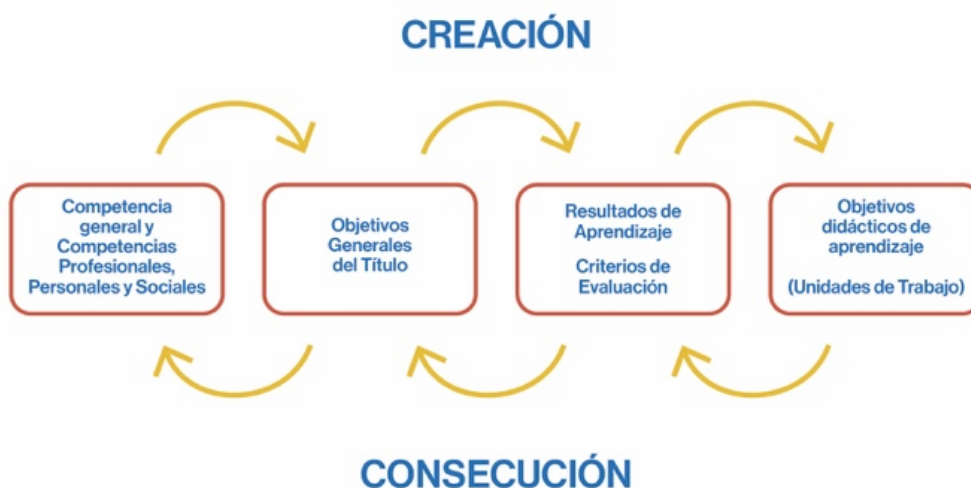 CREACIÓN
Competencia
general y
Competencias
Profesionales,
Personales y Sociales
Objetivos
Generales
del Título
Resultados de
Aprendizaje
Criterios de
Evaluación
Objetivos
didácticos de
aprendizaje
(Unidades de Trabajo)
CONSECUCIÓN